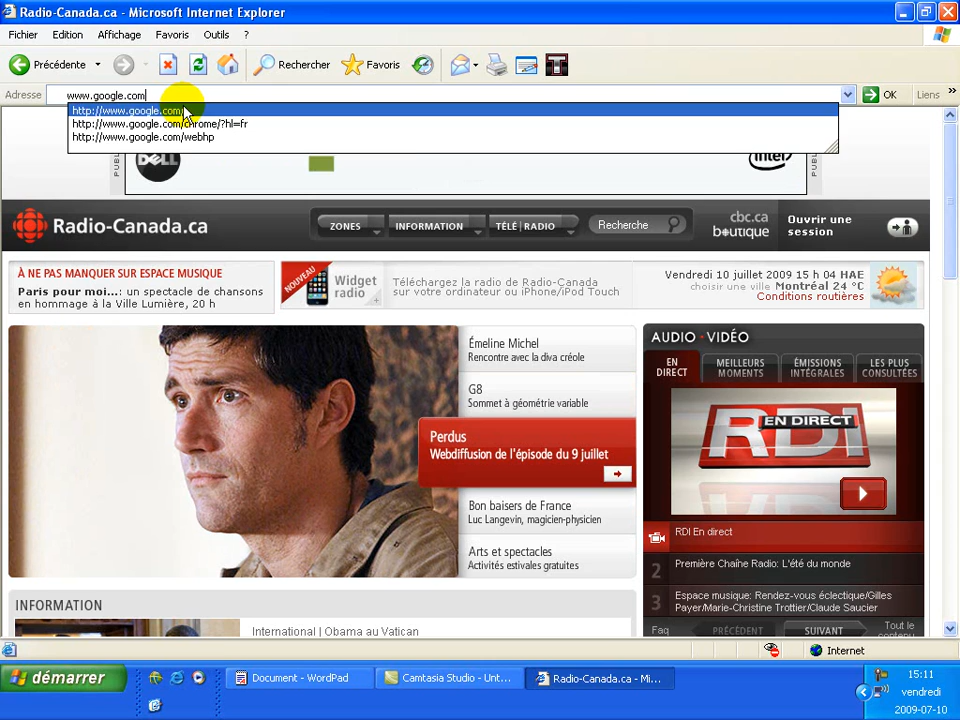 Radio-Canada.ca - Microsoft Internet Explorer
Fichier Edition Affichage Favoris Outils ?
Précédente Rechercher Favoris
Adresse www.google.com OK Liens »
http://www.google.com/
http://www.google.com/chrome/?hl=fr
http://www.google.com/webhp
PUBL DELL intel PUBL
Radio-Canada.ca ZONES INFORMATION TÉLÉ | RADIO Recherche cbc.ca
boutique
Ouvrir une
session
À NE PAS MANQUER SUR ESPACE MUSIQUE
Paris pour moi...: un spectacle de chansons
en hommage à la Ville Lumière, 20 h
NOUVEAU
Widget
radio
Téléchargez la radio de Radio-Canada
sur votre ordinateur ou iPhone/iPod Touch
Vendredi 10 juillet 2009 15 h 04 HAE
choisir une ville Montréal 24 °C
Conditions routières
Émeline Michel
Rencontre avec la diva créole
G8
Sommet à géométrie variable
Perdus
Webdiffusion de l'épisode du 9 juillet
Bon baisers de France
Luc Langevin, magicien-physicien
Arts et spectacles
Activités estivales gratuites
AUDIO · VIDÉO
EN
DIRECT
MEILLEURS
MOMENTS
ÉMISSIONS
INTÉGRALES
LES PLUS
CONSULTÉES
RDI
EN DIRECT
RDI En direct
2 Première Chaîne Radio: L'été du monde
3 Espace musique: Rendez-vous éclectique/Gilles
Payer/Marie-Christine Trottier/Claude Saucier
Faq PRÉCÉDENT SUIVANT Tout le
contenu
INFORMATION
International | Obama au Vatican
Internet
démarrer Document - WordPad Camtasia Studio - Unt... Radio-Canada.ca - Mi...
15:11
vendredi
2009-07-10